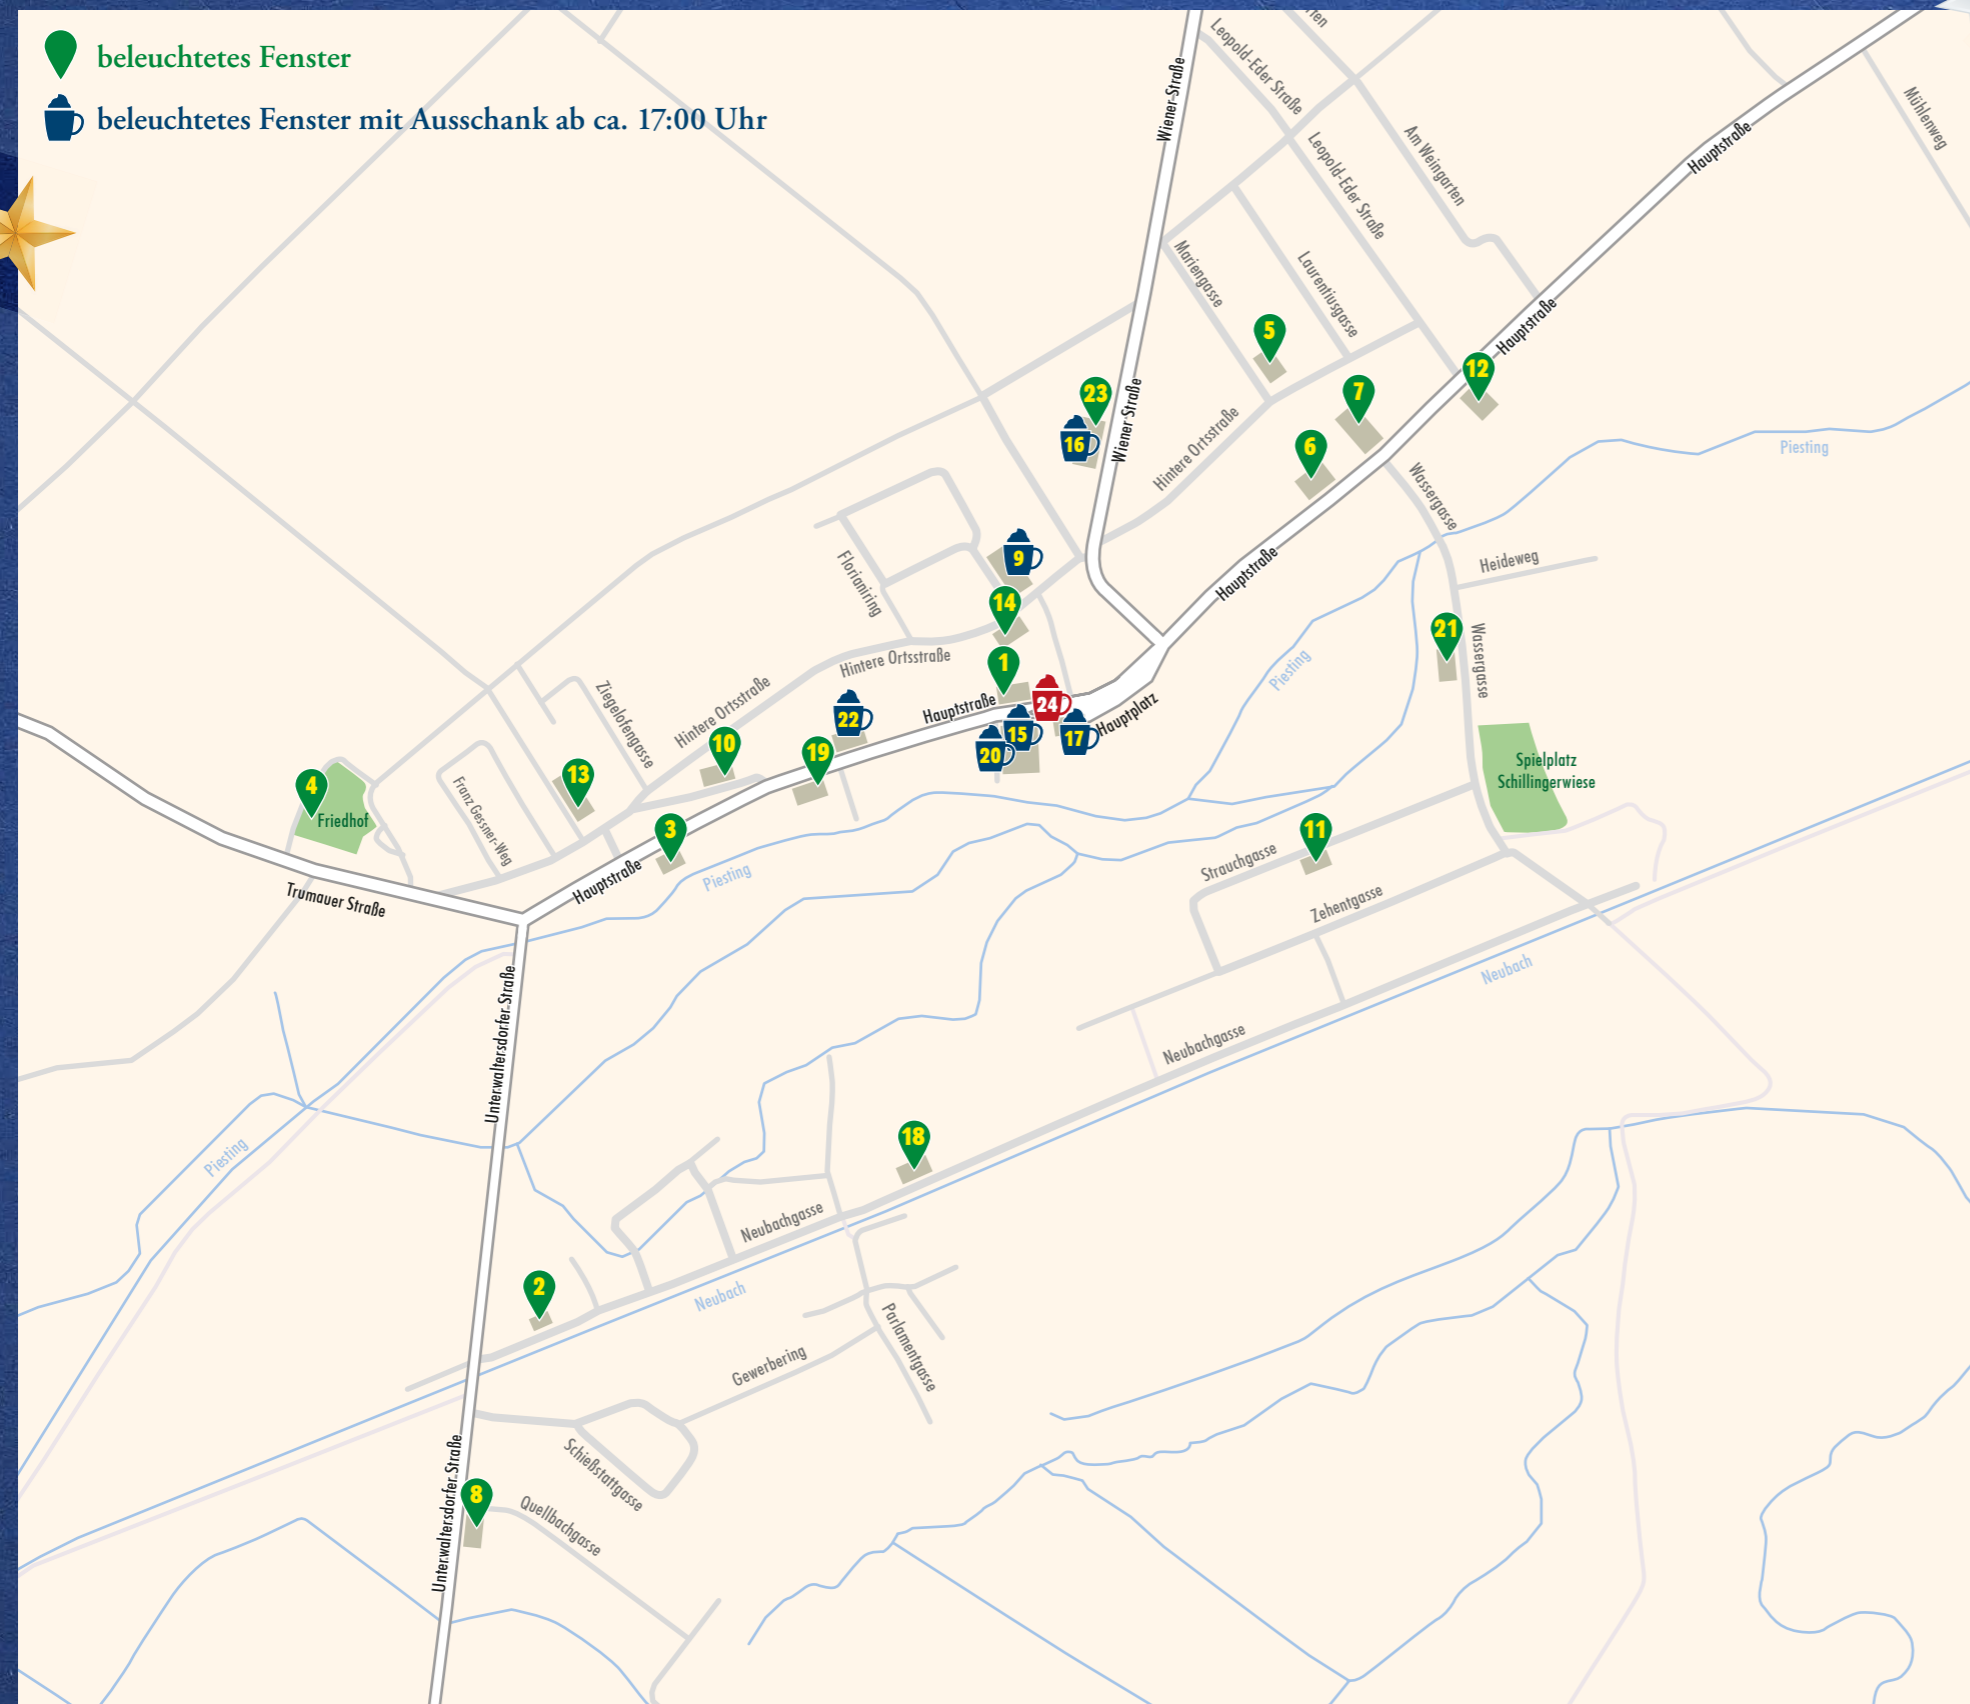 beleuchtetes Fenster
beleuchtetes Fenster mit Ausschank ab ca. 17:00 Uhr
Leopold-Eder Straße
Wiener Straße
Mühlenweg
Hauptstraße
Am Weingarten
Leopold-Eder Straße
Mariengasse
Laurentiusgasse
Hauptstraße
5
12
23
7
Wiener Straße
Hintere Ortsstraße
16
6
Piesting
Wassergasse
9
Florianiring
Hauptstraße
Heideweg
14
21
Wassergasse
Hintere Ortsstraße
1
Piesting
Ziegelofengasse
Hintere Ortsstraße
22
Hauptstraße
24
Hauptplatz
15
17
20
10
19
Spielplatz
Schillingerwiese
13
4
Friedhof
Franz Gessner-Weg
3
11
Hauptstraße
Piesting
Strauchgasse
Trumauer Straße
Zehentgasse
Neubach
Unterwaltersdorfer Straße
Neubachgasse
Piesting
18
Neubachgasse
2
Neubach
Parlamentgasse
Gewerbering
Schießstattgasse
Unterwaltersdorfer Straße
8
Quellbachgasse